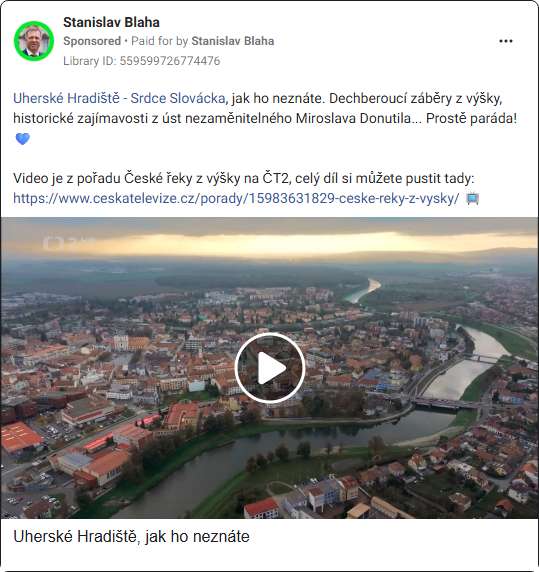 Stanislav Blaha
Sponsored • Paid for by Stanislav Blaha
Library ID: 559599726774476
Uherské Hradiště - Srdce Slovácka, jak ho neznáte. Dechberoucí záběry z výšky,
historické zajímavosti z úst nezaměnitelného Miroslava Donutila... Prostě paráda!
💙
Video je z pořadu České řeky z výšky na ČT2, celý díl si můžete pustit tady:
https://www.ceskatelevize.cz/porady/15983631829-ceske-reky-z-vysky/ 📺
Uherské Hradiště, jak ho neznáte